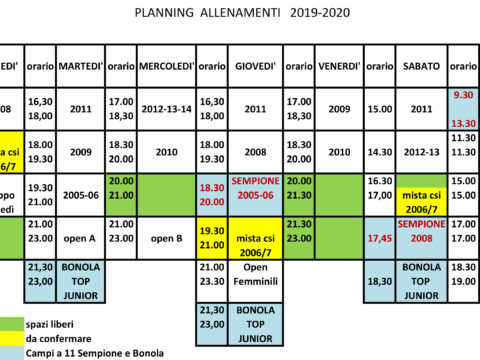 PLANNING ALLENAMENTI 2019-2020
EDI' orario MARTEDI' orario MERCOLEDI' orario GIOVEDI' orario VENERDI' orario SABATO orario
9.30
16,30 17.00 16,30 17.00
08 2011 2012-13-14 2011 2009 15.00 2011
18,00 18.30 18,00 18.30
13.30
a csi 18.00 18.30 18.00 18.30 11.30
2009 2010 2008 2010 14.30 2012-13
6/7 19.30 20.00 19.30 20.00 11.30
ppo 19.30 20.00 18.30 SEMPIONE 20.00 16.30 15.00
2005-06 mista csi
edì 21.00 21.00 20.00 2005-06 21.30 17,00 2006/7 15.00
21.00 21.00 19.30 mista csi 21.30 SEMPIONE 17.00
open A open B 17,45
23.00 23.00 21.00 2006/7 23.00 2008 17.00
21,30 BONOLA 21.00 Open BONOLA 18.30
TOP 18,30 TOP
23,00 JUNIOR 23.30 Femminili JUNIOR 19.00
21,30 BONOLA
TOP
23,00 JUNIOR
spazi liberi
da confermare
Campi a 11 Sempione e Bonola